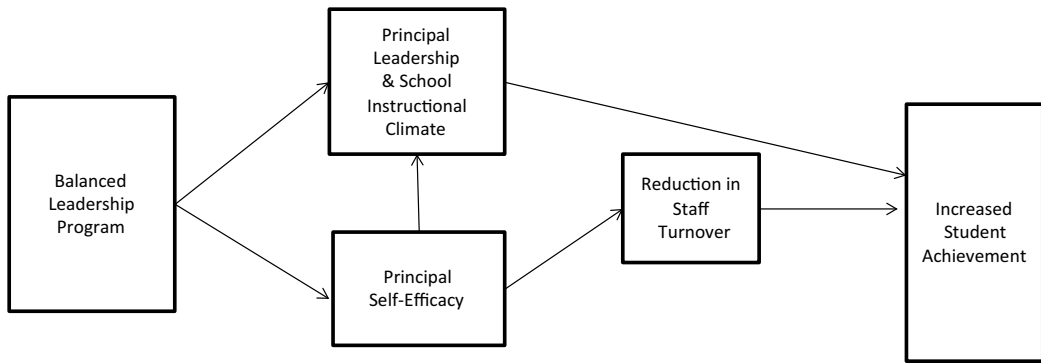 Balanced
Leadership
Program
Principal
Leadership
& School
Instructional
Climate
Principal
Self-Efficacy
Reduction in
Staff
Turnover
Increased
Student
Achievement